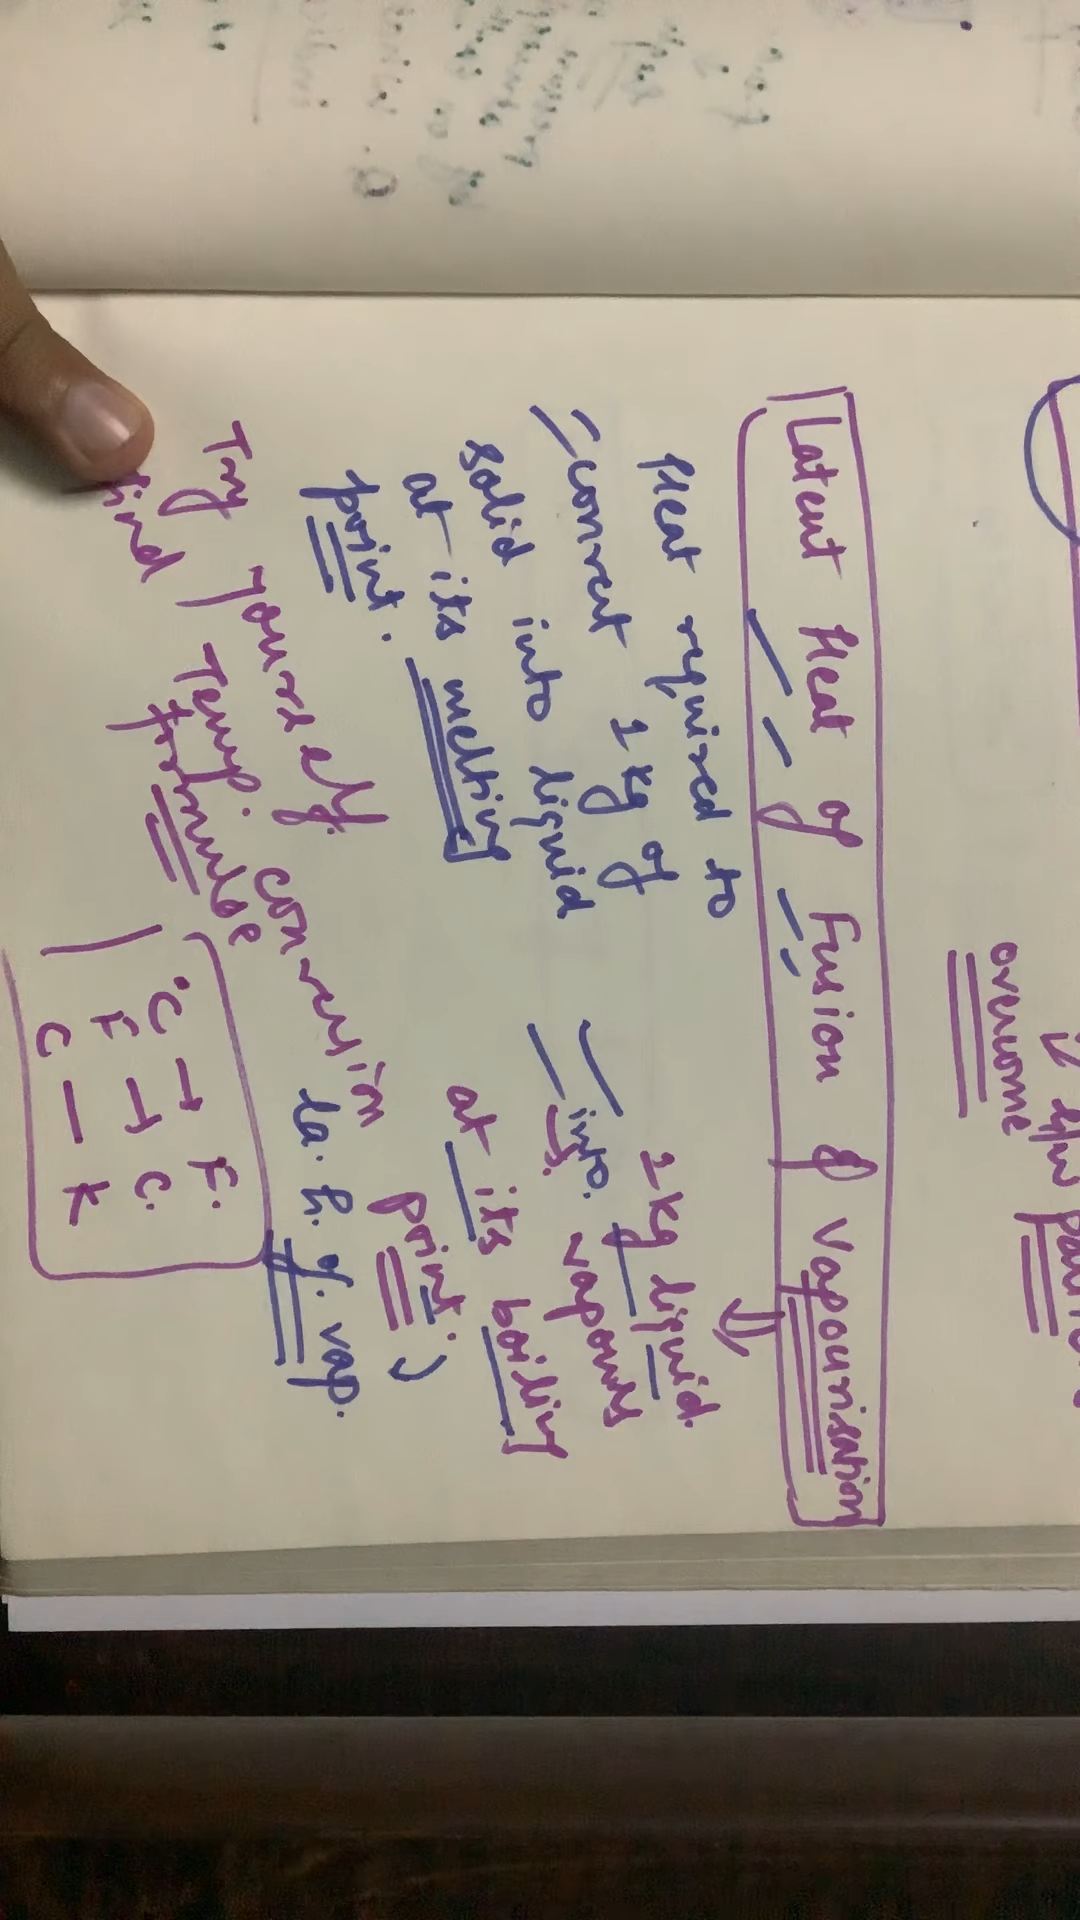 overcome
Latent Heat of Fusion & Vapourisation
Heat required to
convert 1 kg of
solid into liquid
at its melting
point.
1 kg liquid.
into vapours
at its boiling
point.
La. h. of. vap.
Try yourself.
find Temp. conversion
formulae
°C → F.
F → C.
C — K